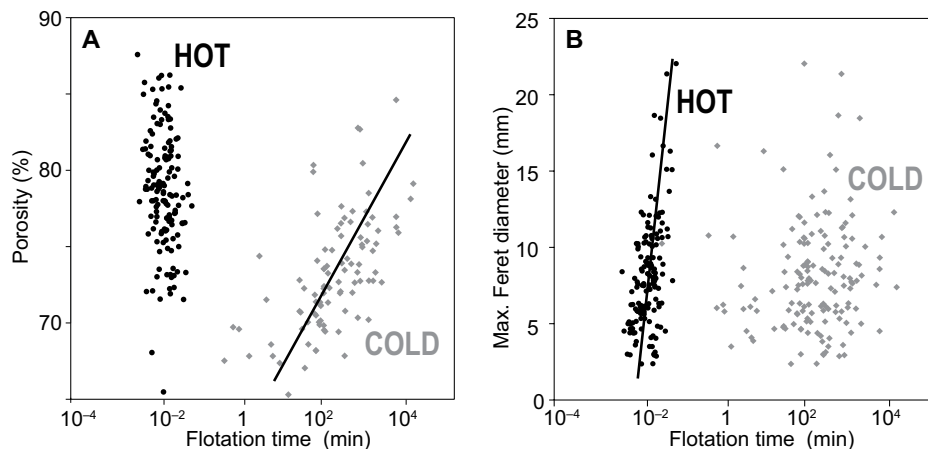 A
HOT
COLD
Porosity (%)
90
80
70
10⁻⁴
10⁻²
1
10²
10⁴
Flotation time (min)
B
HOT
COLD
Max. Feret diameter (mm)
25
20
15
10
5
0
10⁻⁴
10⁻²
1
10²
10⁴
Flotation time (min)